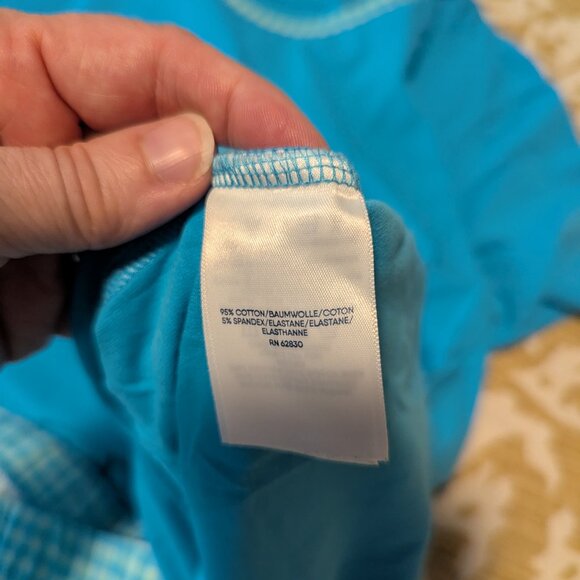 95% COTTON/BAUMWOLLE/COTON
5% SPANDEX/ELASTANE/ELASTANE/
ELASTHANNE
RN 62830